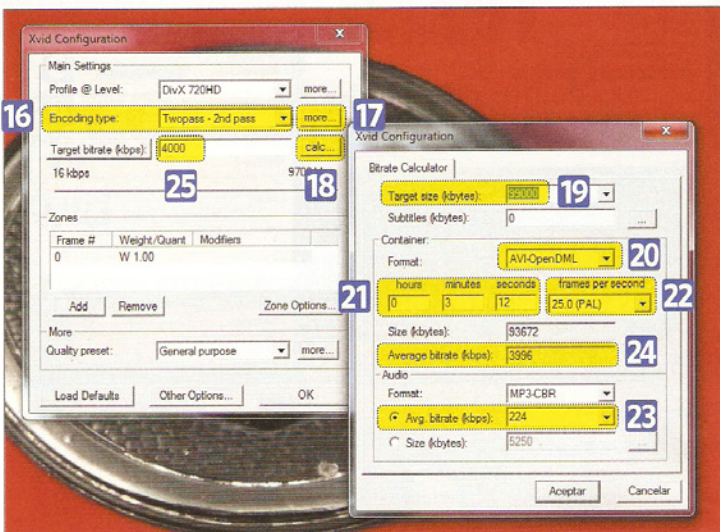 Xvid Configuration
X
Main Settings
Profile @ Level: DivX 720HD more...
16 Encoding type: Twopass - 2nd pass more... 17
Target bitrate (kbps): 4000 calc...
16 kbps
25
18
Zones
Frame # Weight/Quant Modifiers
0 W 1.00
Add Remove Zone Options...
More
Quality preset: General purpose more...
Load Defaults Other Options... OK
Xvid Configuration
X
Bitrate Calculator
Target size (kbytes): 99000 19
Subtitles (kbytes): 0 ...
Container:
Format: AVI-OpenDML 20
21 hours minutes seconds frames per second 22
0 3 12 25.0 (PAL)
Size (kbytes): 93672
Average bitrate (kbps): 3996 24
Audio
Format: MP3-CBR
Avg. bitrate (kbps): 224 23
Size (kbytes): 5250 ...
Aceptar Cancelar